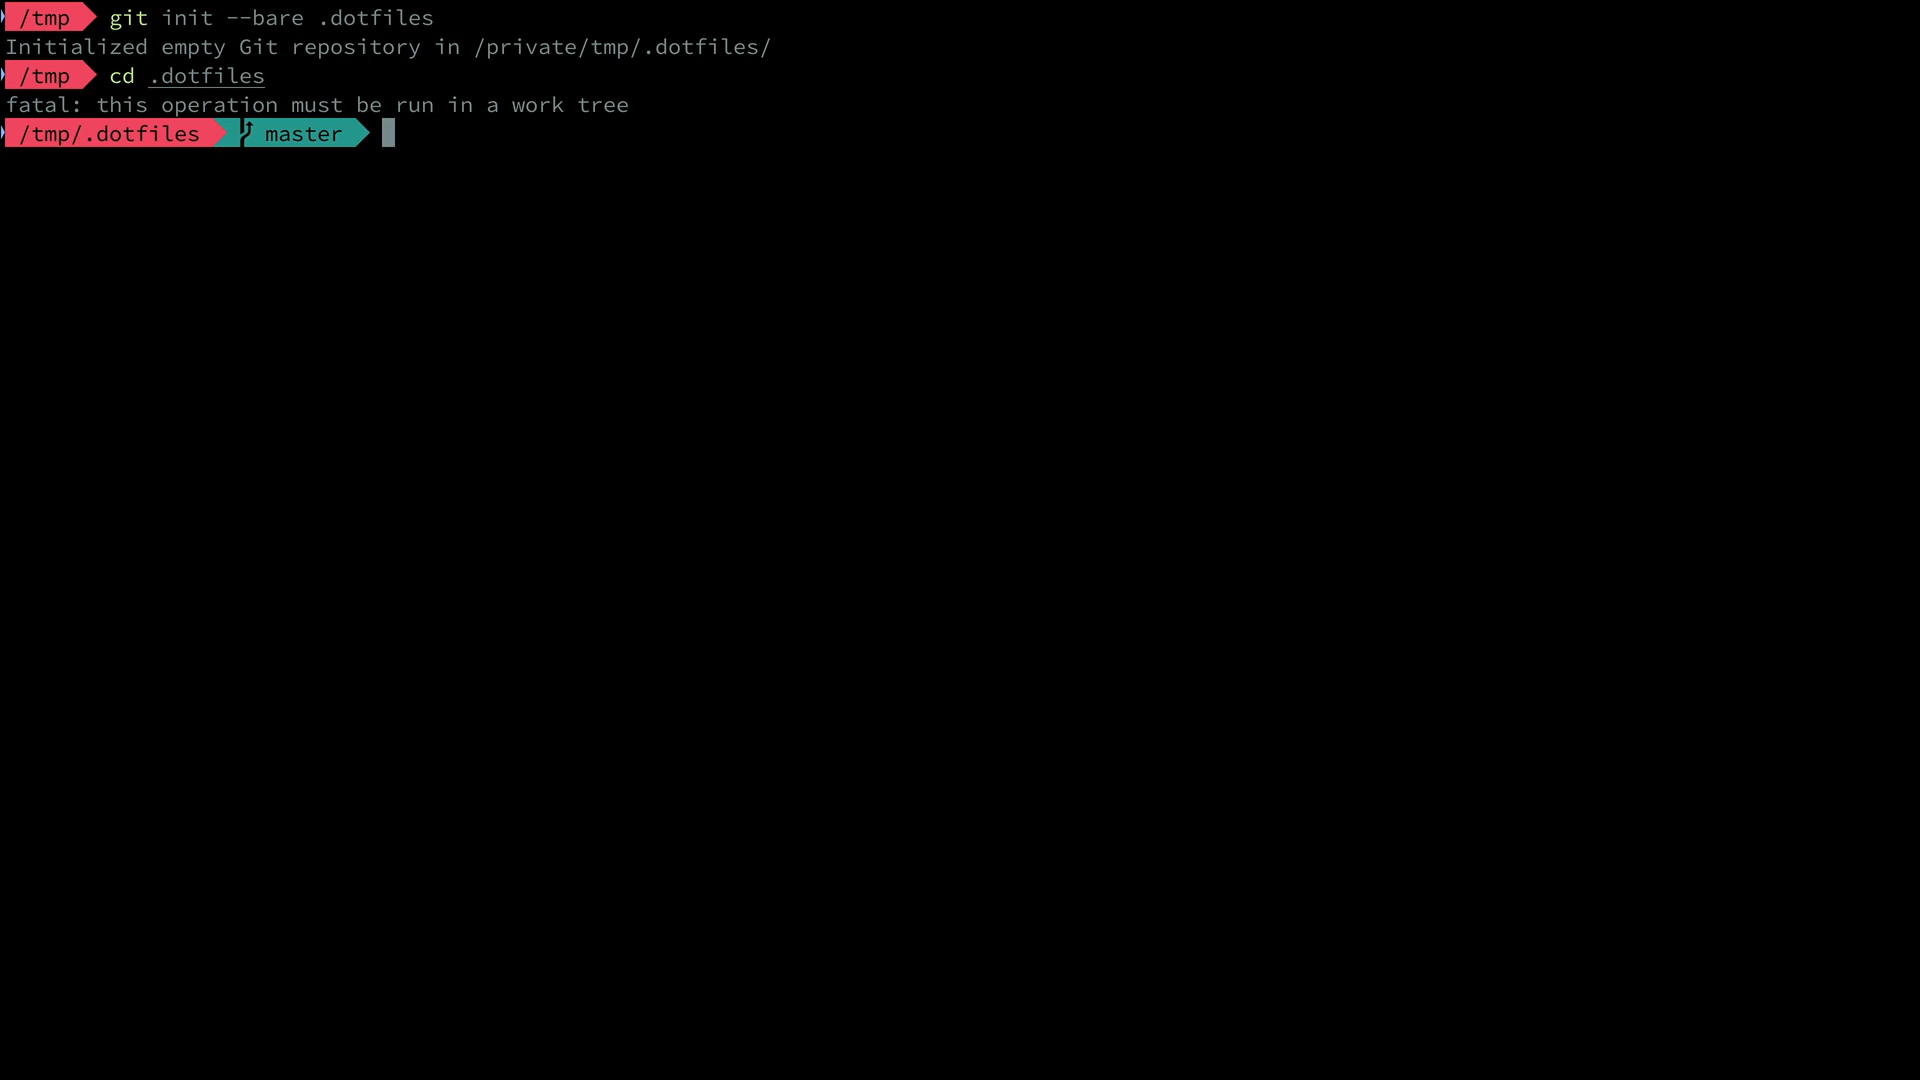 /tmp git init --bare .dotfiles
Initialized empty Git repository in /private/tmp/.dotfiles/
/tmp cd .dotfiles
fatal: this operation must be run in a work tree
/tmp/.dotfiles master